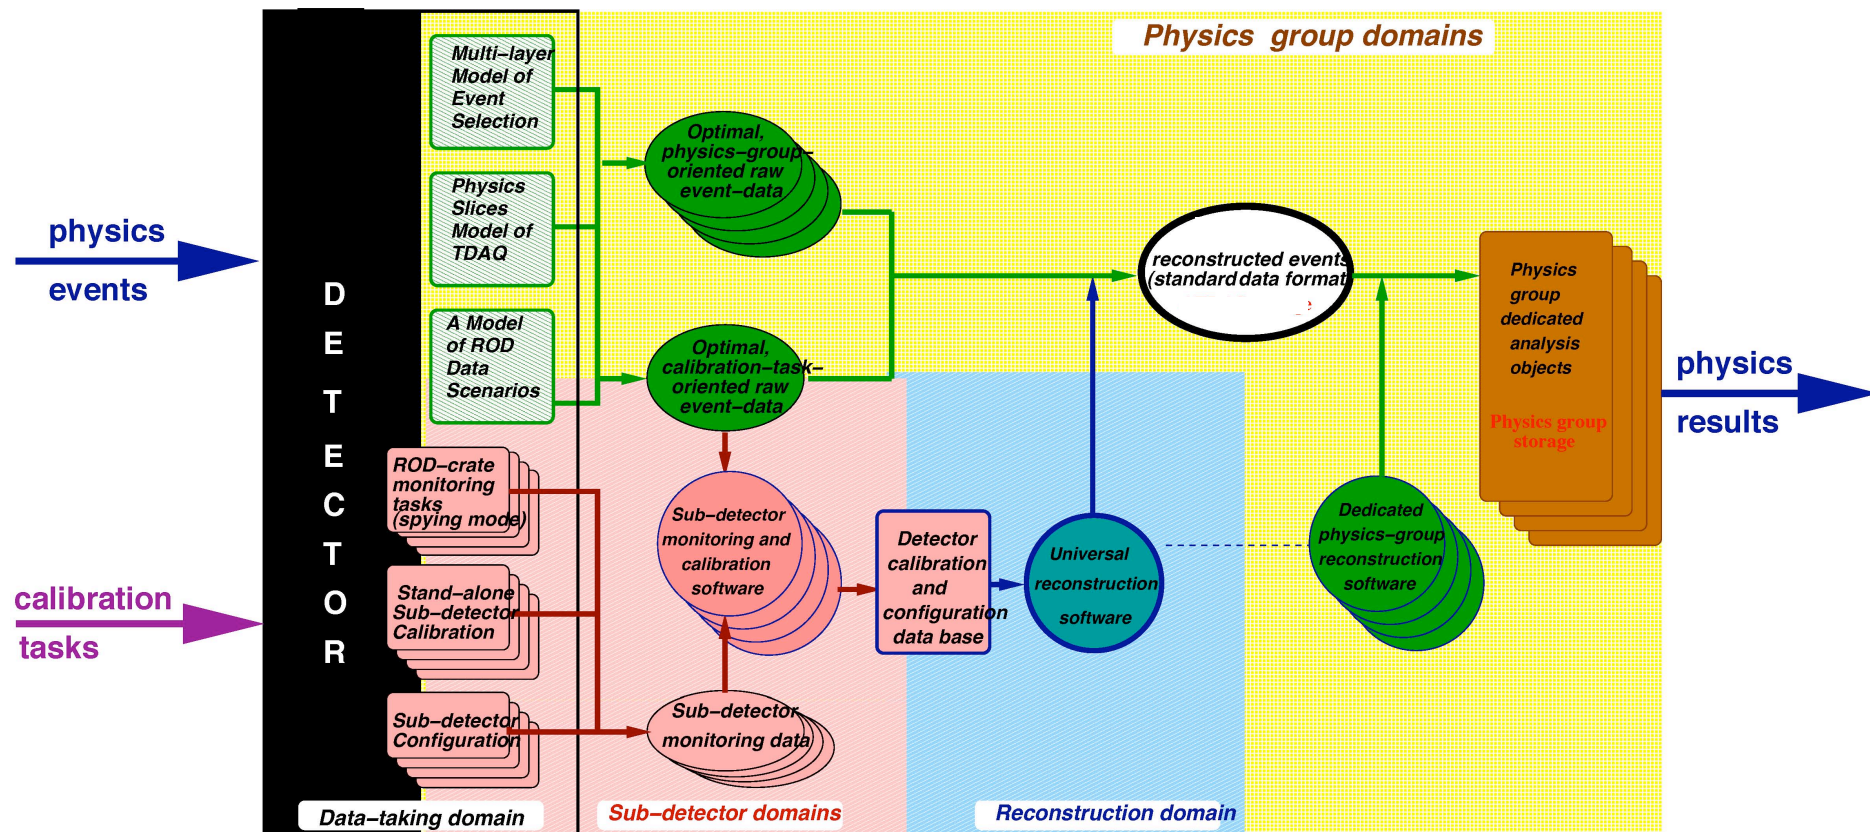 Physics group domains
physics
events
calibration
tasks
D
E
T
E
C
T
O
R
Multi–layer
Model of
Event
Selection
Physics
Slices
Model of
TDAQ
A Model
of ROD
Data
Scenarios
ROD–crate
monitoring
tasks
(spying mode)
Stand–alone
Sub–detector
Calibration
Sub–detector
Configuration
Data–taking domain
Optimal,
physics–group–
oriented raw
event–data
Optimal,
calibration–task–
oriented raw
event–data
Sub–detector
monitoring and
calibration
software
Sub–detector
monitoring data
Sub–detector domains
Detector
calibration
and
configuration
data base
Universal
reconstruction
software
Reconstruction domain
reconstructed events
(standard data format
Dedicated
physics–group
reconstruction
software
Physics
group
dedicated
analysis
objects
Physics group
storage
physics
results